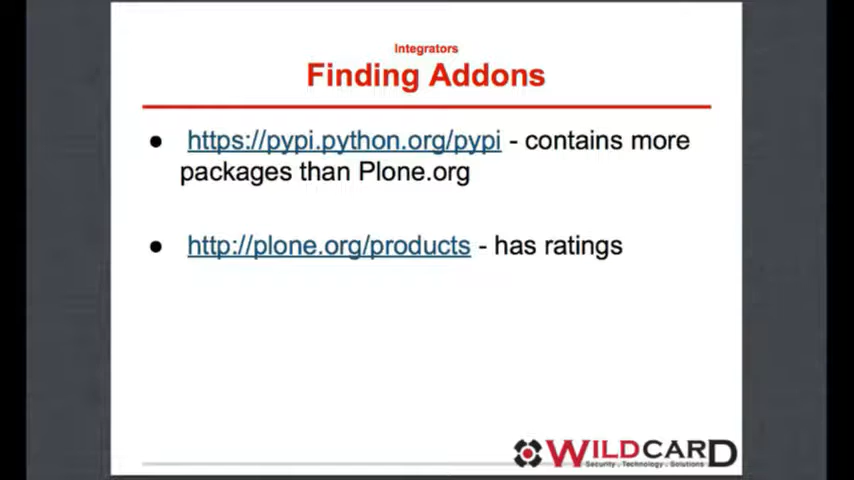 Integrators
Finding Addons
● https://pypi.python.org/pypi - contains more
packages than Plone.org
● http://plone.org/products - has ratings
WILDCARD
Security . Technology . Solutions